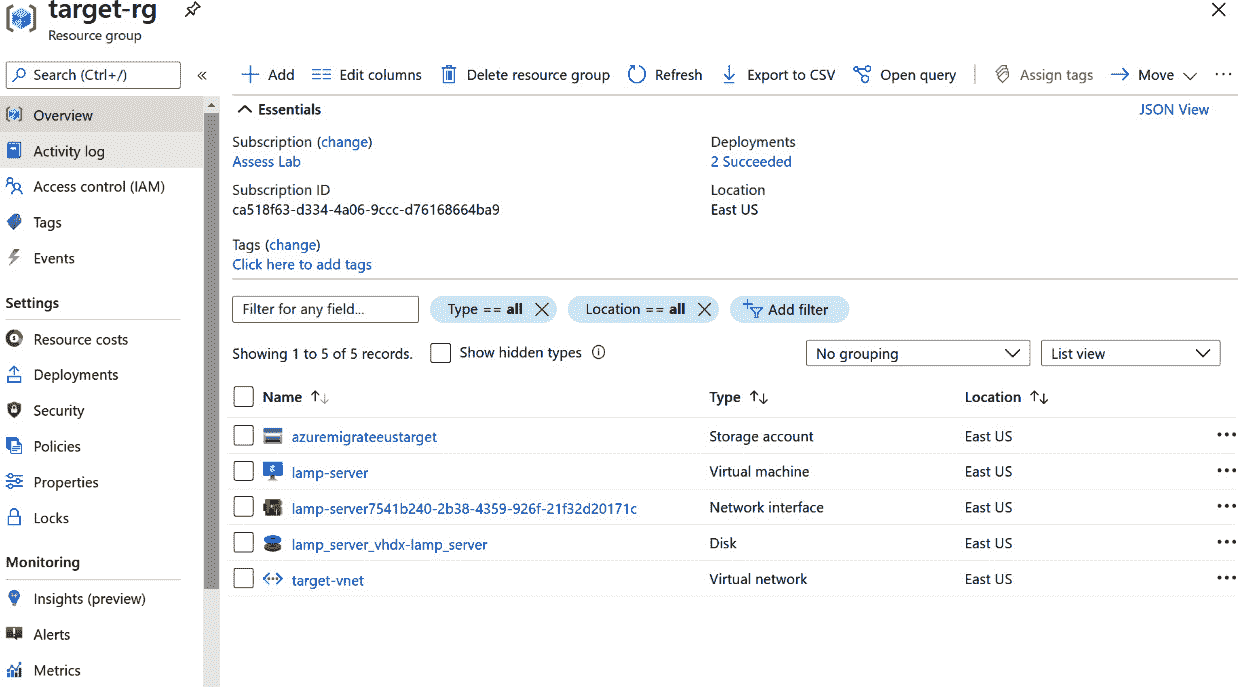 target-rg
Resource group
Search (Ctrl+/)
«
Add
Edit columns
Delete resource group
Refresh
Export to CSV
Open query
Assign tags
Move
Overview
Activity log
Access control (IAM)
Tags
Events
Settings
Resource costs
Deployments
Security
Policies
Properties
Locks
Monitoring
Insights (preview)
Alerts
Metrics
Essentials
JSON View
Subscription (change)
Assess Lab
Subscription ID
ca518f63-d334-4a06-9ccc-d76168664ba9
Deployments
2 Succeeded
Location
East US
Tags (change)
Click here to add tags
Filter for any field...
Type == all
Location == all
Add filter
Showing 1 to 5 of 5 records.
Show hidden types
No grouping
List view
Name Type Location
azuremigrateeustarget Storage account East US
lamp-server Virtual machine East US
lamp-server7541b240-2b38-4359-926f-21f32d20171c Network interface East US
lamp_server_vhdx-lamp_server Disk East US
target-vnet Virtual network East US